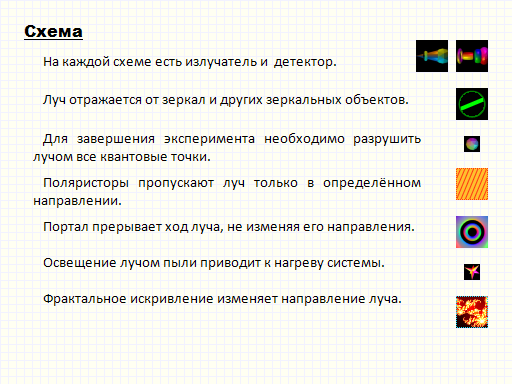 Схема
На каждой схеме есть излучатель и детектор.
Луч отражается от зеркал и других зеркальных объектов.
Для завершения эксперимента необходимо разрушить
лучом все квантовые точки.
Поляристоры пропускают луч только в определённом
направлении.
Портал прерывает ход луча, не изменяя его направления.
Освещение лучом пыли приводит к нагреву системы.
Фрактальное искривление изменяет направление луча.